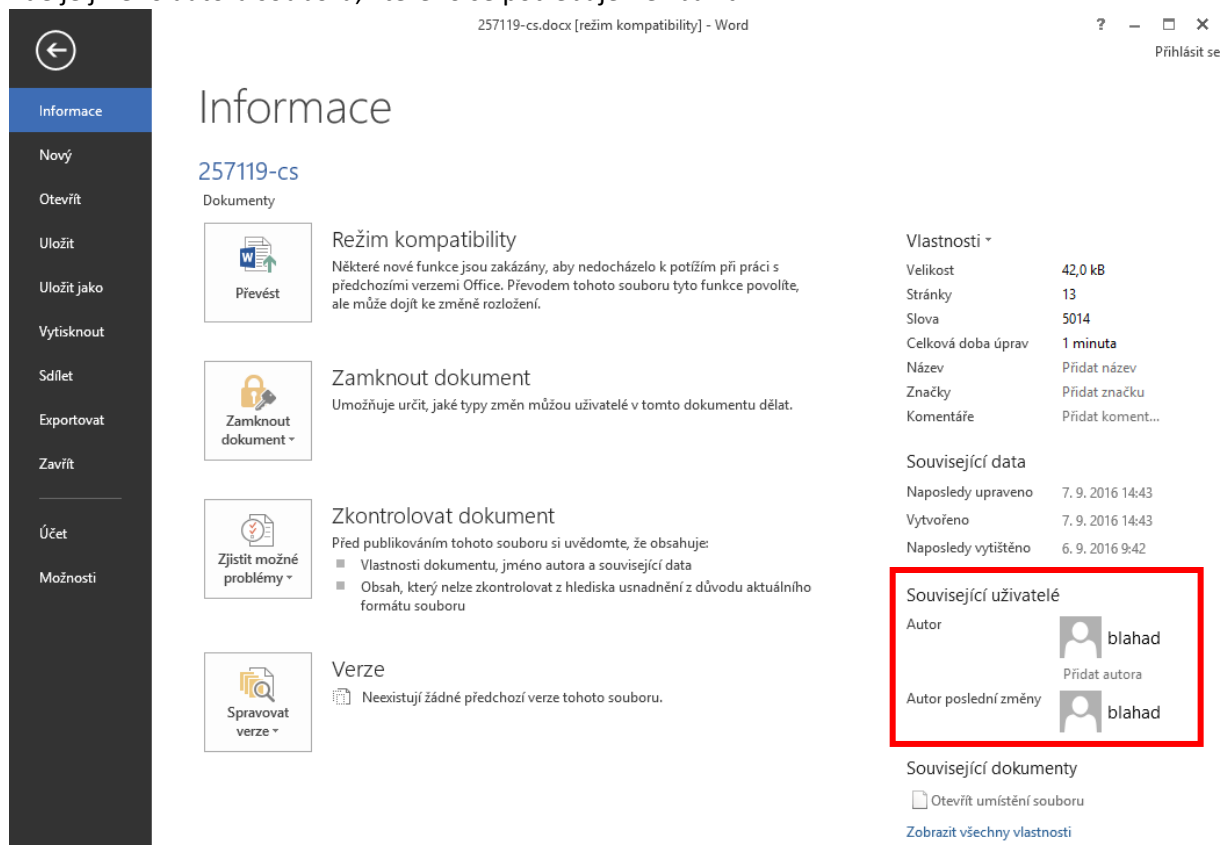 257119-cs.docx [režim kompatibility] - Word
?
Přihlásit se
Informace
Nový
Otevřít
Uložit
Uložit jako
Vytisknout
Sdílet
Exportovat
Zavřít
Účet
Možnosti
Informace
257119-cs
Dokumenty
Převést
Režim kompatibility
Některé nové funkce jsou zakázány, aby nedocházelo k potížím při práci s
předchozími verzemi Office. Převodem tohoto souboru tyto funkce povolíte,
ale může dojít ke změně rozložení.
Zamknout
dokument
Zamknout dokument
Umožňuje určit, jaké typy změn můžou uživatelé v tomto dokumentu dělat.
Zjistit možné
problémy
Zkontrolovat dokument
Před publikováním tohoto souboru si uvědomte, že obsahuje:
Vlastnosti dokumentu, jméno autora a související data
Obsah, který nelze zkontrolovat z hlediska usnadnění z důvodu aktuálního
formátu souboru
Spravovat
verze
Verze
Neexistují žádné předchozí verze tohoto souboru.
Vlastnosti
Velikost 42,0 kB
Stránky 13
Slova 5014
Celková doba úprav 1 minuta
Název Přidat název
Značky Přidat značku
Komentáře Přidat koment...
Související data
Naposledy upraveno 7. 9. 2016 14:43
Vytvořeno 7. 9. 2016 14:43
Naposledy vytištěno 6. 9. 2016 9:42
Související uživatelé
Autor blahad
Přidat autora
Autor poslední změny blahad
Související dokumenty
Otevřít umístění souboru
Zobrazit všechny vlastnosti